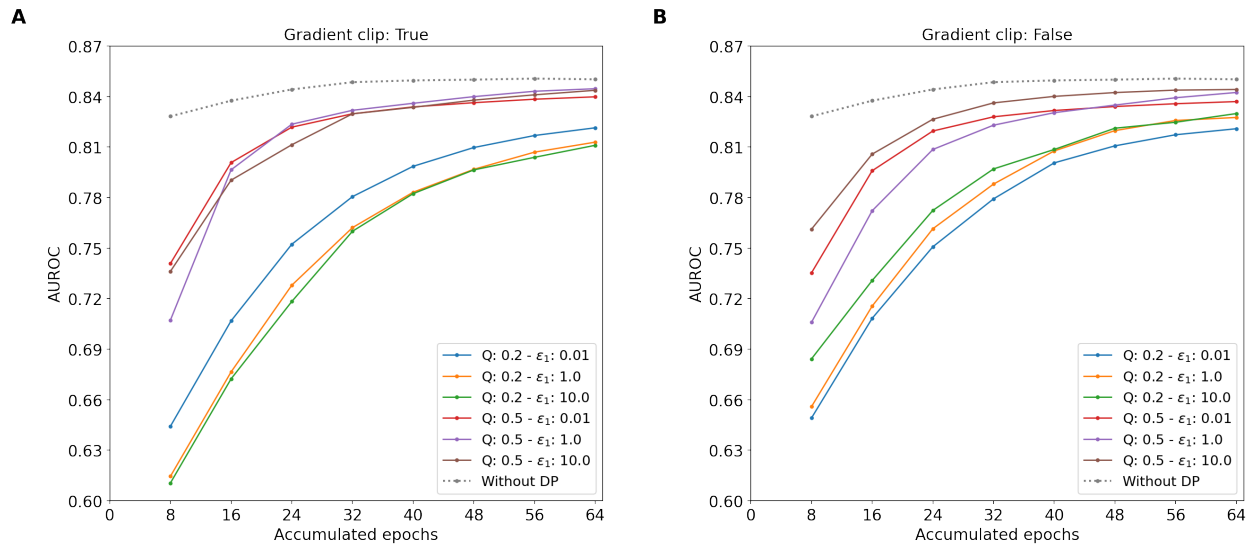 A
Gradient clip: True
0.87
0.84
0.81
0.78
0.75
0.72
0.69
0.66
0.63
0.60
AUROC
0
8
16
24
32
40
48
56
64
Accumulated epochs
Q: 0.2 - ε₁: 0.01
Q: 0.2 - ε₁: 1.0
Q: 0.2 - ε₁: 10.0
Q: 0.5 - ε₁: 0.01
Q: 0.5 - ε₁: 1.0
Q: 0.5 - ε₁: 10.0
Without DP
B
Gradient clip: False
0.87
0.84
0.81
0.78
0.75
0.72
0.69
0.66
0.63
0.60
AUROC
0
8
16
24
32
40
48
56
64
Accumulated epochs
Q: 0.2 - ε₁: 0.01
Q: 0.2 - ε₁: 1.0
Q: 0.2 - ε₁: 10.0
Q: 0.5 - ε₁: 0.01
Q: 0.5 - ε₁: 1.0
Q: 0.5 - ε₁: 10.0
Without DP